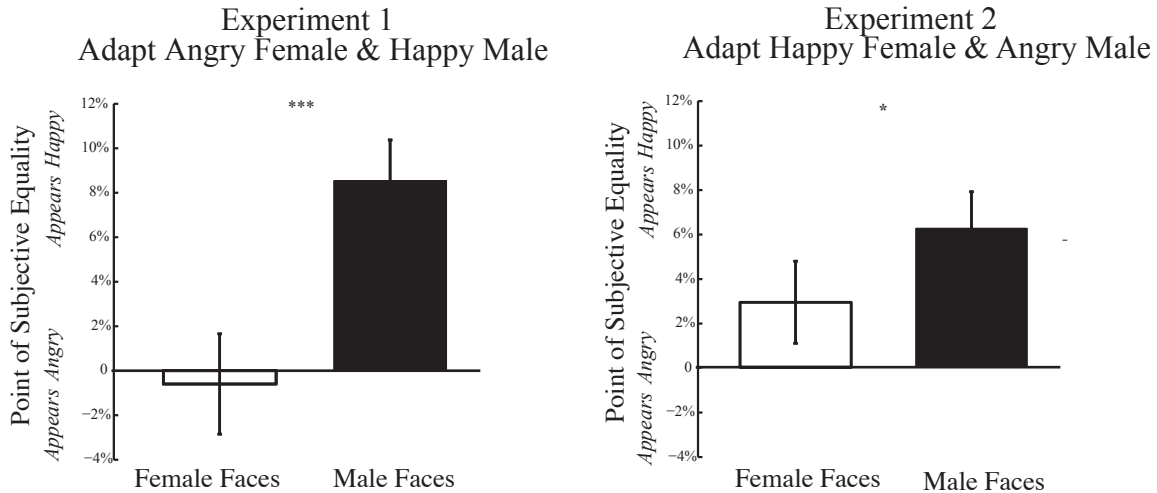 Experiment 1
Adapt Angry Female & Happy Male
***
Point of Subjective Equality
Appears Angry
Appears Happy
12%
10%
8%
6%
4%
2%
0
−2%
−4%
Female Faces
Male Faces
Experiment 2
Adapt Happy Female & Angry Male
*
Point of Subjective Equality
Appears Angry
Appears Happy
12%
10%
8%
6%
4%
2%
0
−2%
−4%
Female Faces
Male Faces
-